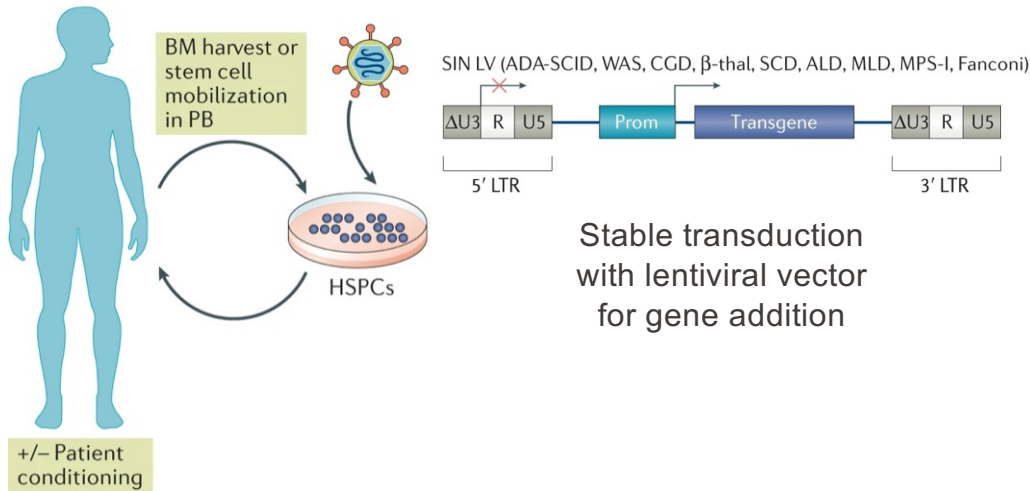 BM harvest or
stem cell
mobilization
in PB
SIN LV (ADA-SCID, WAS, CGD, β-thal, SCD, ALD, MLD, MPS-I, Fanconi)
ΔU3 R U5 Prom Transgene ΔU3 R U5
5′ LTR 3′ LTR
HSPCs
Stable transduction
with lentiviral vector
for gene addition
+/– Patient
conditioning